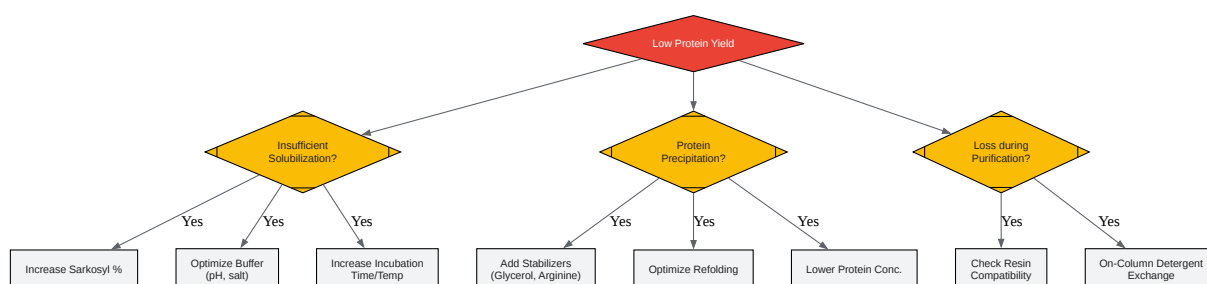 Low Protein Yield
Insufficient
Solubilization?
Protein
Precipitation?
Loss during
Purification?
Yes
Yes
Yes
Yes
Yes
Yes
Yes
Yes
Increase Sarkosyl %
Optimize Buffer
(pH, salt)
Increase Incubation
Time/Temp
Add Stabilizers
(Glycerol, Arginine)
Optimize Refolding
Lower Protein Conc.
Check Resin
Compatibility
On-Column Detergent
Exchange